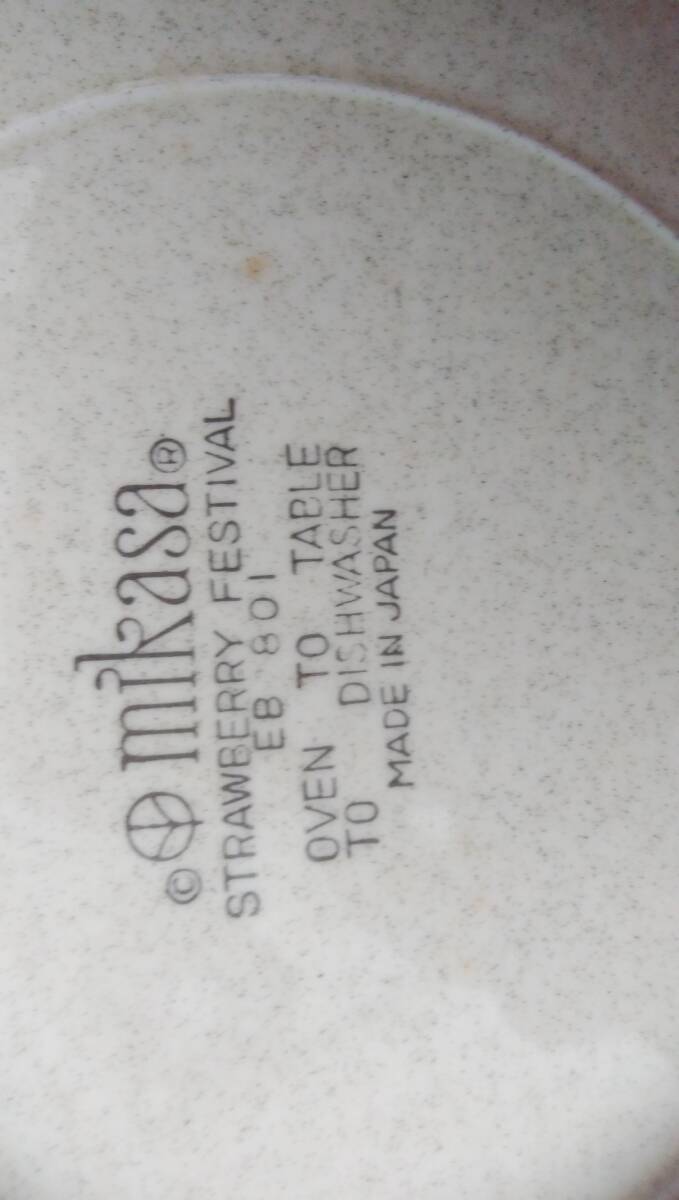 © mikasa®
STRAWBERRY FESTIVAL
EB 801
OVEN TO TABLE
TO DISHWASHER
MADE IN JAPAN